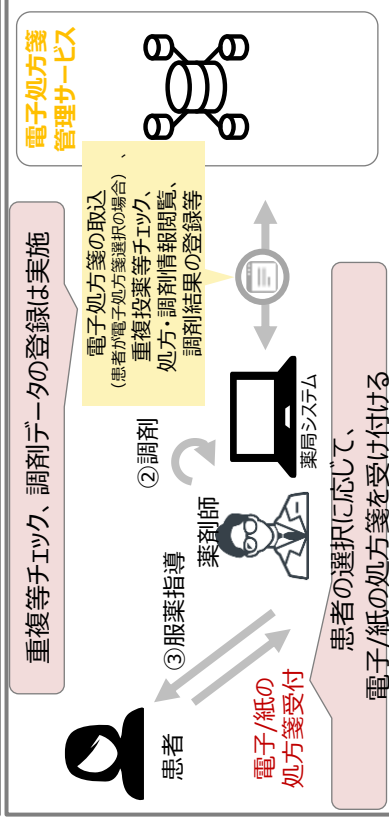 重複等チェック、調剤データの登録は実施
電子処方箋
管理サービス
電子処方箋の取込
（患者が電子処方箋選択の場合）、
重複投薬等チェック、
処方・調剤情報閲覧、
調剤結果の登録等
②調剤
③服薬指導
薬剤師
患者
薬局システム
電子/紙の
処方箋受付
患者の選択に応じて、
電子/紙の処方箋を受け付ける